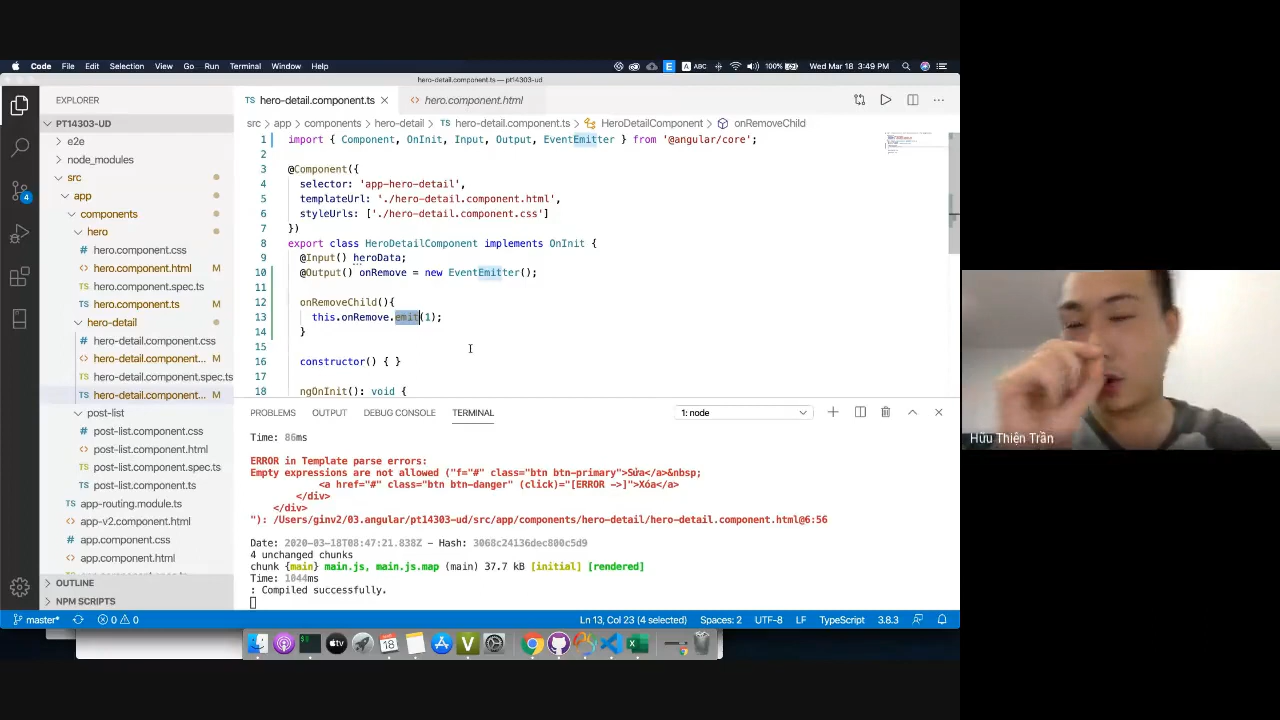 Code File Edit Selection View Go Run Terminal Window Help
E A ABC 100% Wed Mar 18 3:49 PM
hero-detail.component.ts — pt14303-ud
EXPLORER
TS hero-detail.component.ts
<> hero.component.html
PT14303-UD
src > app > components > hero-detail > TS hero-detail.component.ts > HeroDetailComponent > onRemoveChild
e2e
node_modules
src
app
components
hero
# hero.component.css
<> hero.component.html M
TS hero.component.spec.ts
TS hero.component.ts M
hero-detail
# hero-detail.component.css
<> hero-detail.component... M
TS hero-detail.component.spec.ts
TS hero-detail.component... M
post-list
# post-list.component.css
<> post-list.component.html
TS post-list.component.spec.ts
TS post-list.component.ts
TS app-routing.module.ts
<> app-v2.component.html
# app.component.css
<> app.component.html
OUTLINE
NPM SCRIPTS
4
1 import { Component, OnInit, Input, Output, EventEmitter } from '@angular/core';
2
3 @Component({
4 selector: 'app-hero-detail',
5 templateUrl: './hero-detail.component.html',
6 styleUrls: ['./hero-detail.component.css']
7 })
8 export class HeroDetailComponent implements OnInit {
9 @Input() heroData;
10 @Output() onRemove = new EventEmitter();
11
12 onRemoveChild(){
13 this.onRemove.emit(1);
14 }
15
16 constructor() { }
17
18 ngOnInit(): void {
PROBLEMS OUTPUT DEBUG CONSOLE TERMINAL 1: node
Time: 86ms
ERROR in Template parse errors:
Empty expressions are not allowed ("f="#" class="btn btn-primary">Sửa</a>&nbsp;
<a href="#" class="btn btn-danger" (click)="[ERROR ->]">Xóa</a>
</div>
</div>
"): /Users/ginv2/03.angular/pt14303-ud/src/app/components/hero-detail/hero-detail.component.html@6:56
Date: 2020-03-18T08:47:21.838Z - Hash: 3068c24136dec800c5d9
4 unchanged chunks
chunk {main} main.js, main.js.map (main) 37.7 kB [initial] [rendered]
Time: 1044ms
: Compiled successfully.
master* 0 0 Ln 13, Col 23 (4 selected) Spaces: 2 UTF-8 LF TypeScript 3.8.3
18
Hữu Thiện Trần